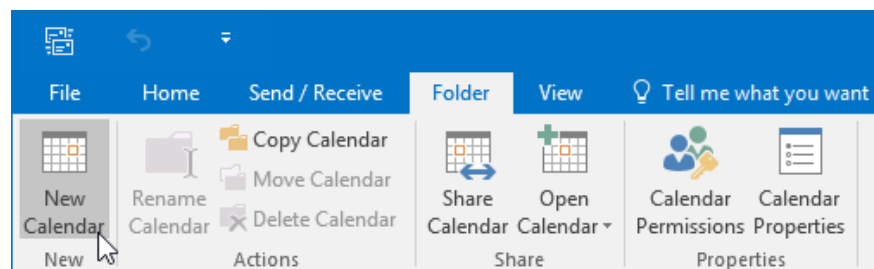 File Home Send / Receive Folder View Tell me what you want
New Calendar
Rename Calendar
Copy Calendar
Move Calendar
Delete Calendar
Share Calendar
Open Calendar
Calendar Permissions
Calendar Properties
New Actions Share Properties